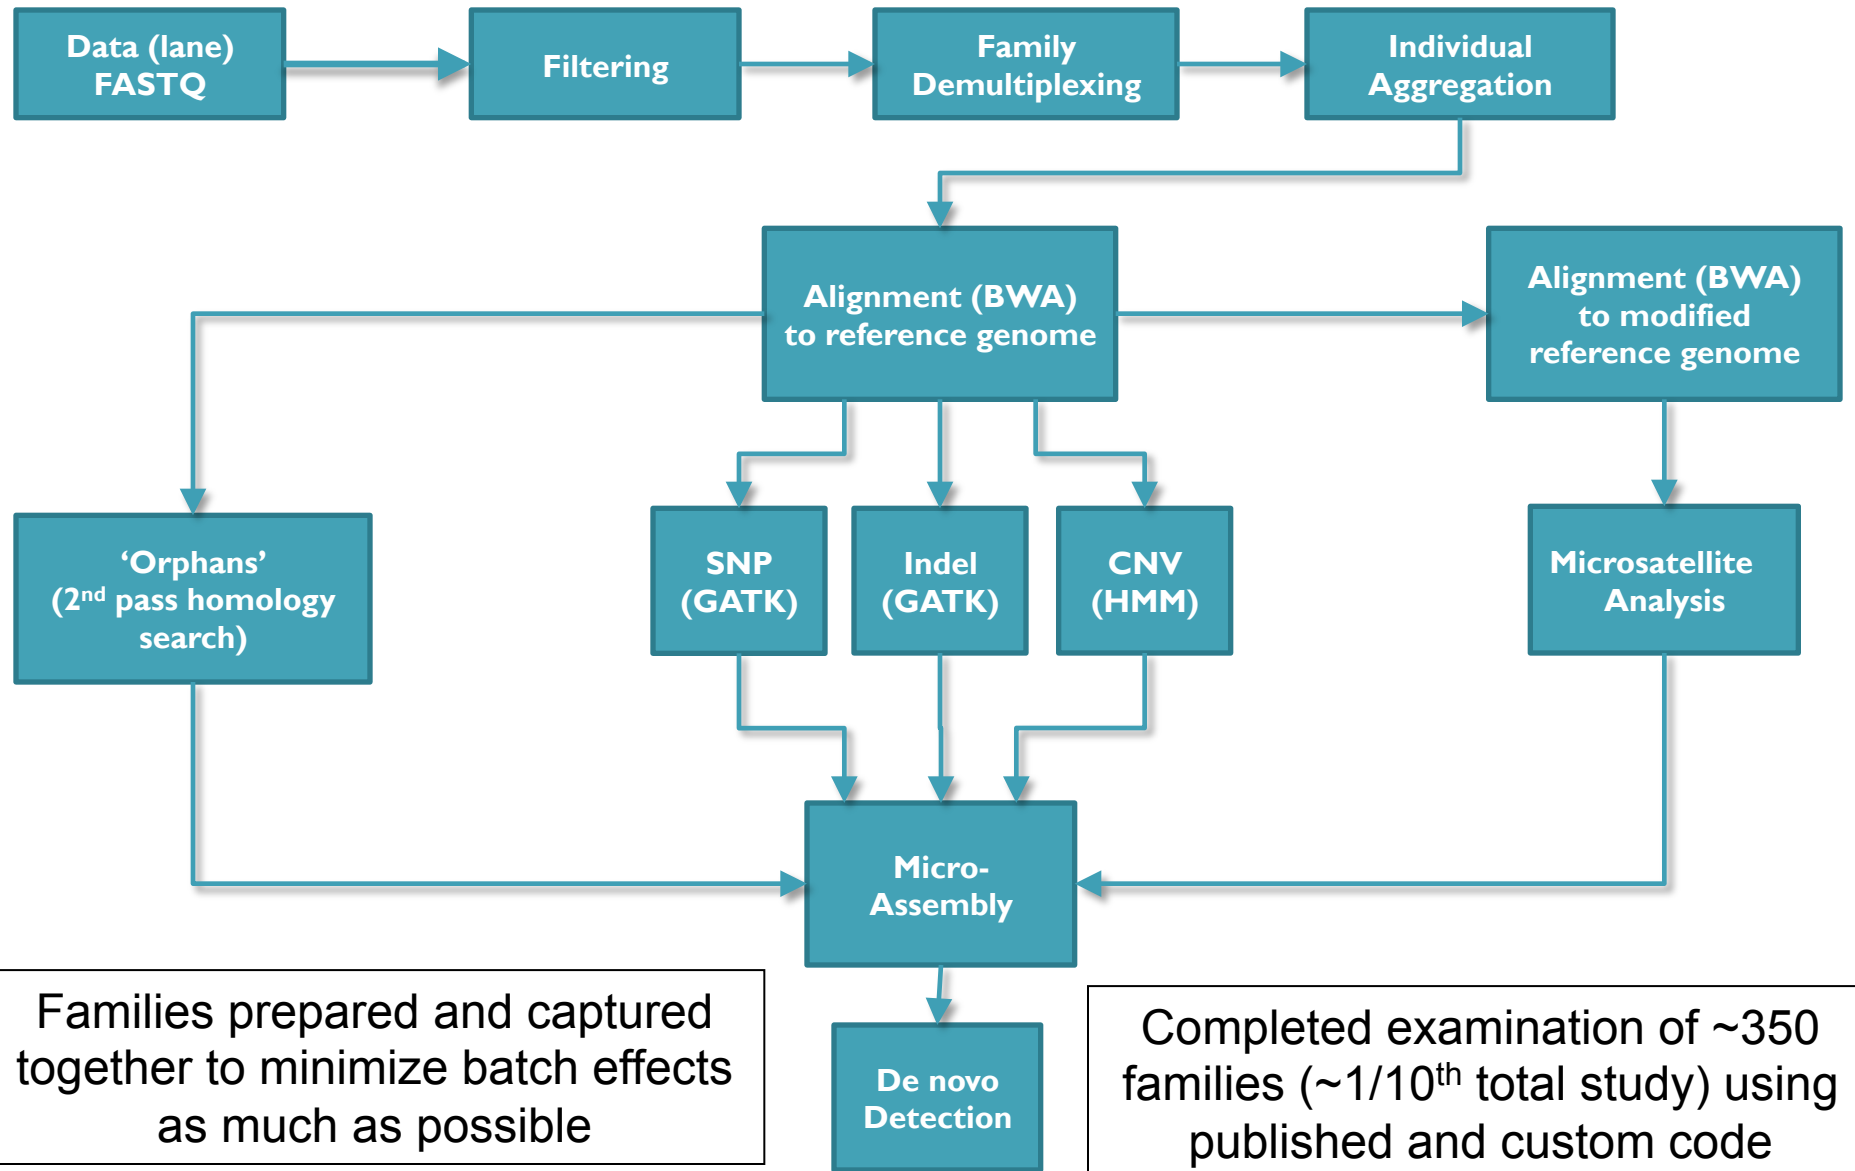 Data (lane)
FASTQ
Filtering
Family
Demultiplexing
Individual
Aggregation
Alignment (BWA)
to reference genome
Alignment (BWA)
to modified
reference genome
‘Orphans’
(2nd pass homology
search)
SNP
(GATK)
Indel
(GATK)
CNV
(HMM)
Microsatellite
Analysis
Micro-
Assembly
De novo
Detection
Families prepared and captured
together to minimize batch effects
as much as possible
Completed examination of ~350
families (~1/10th total study) using
published and custom code